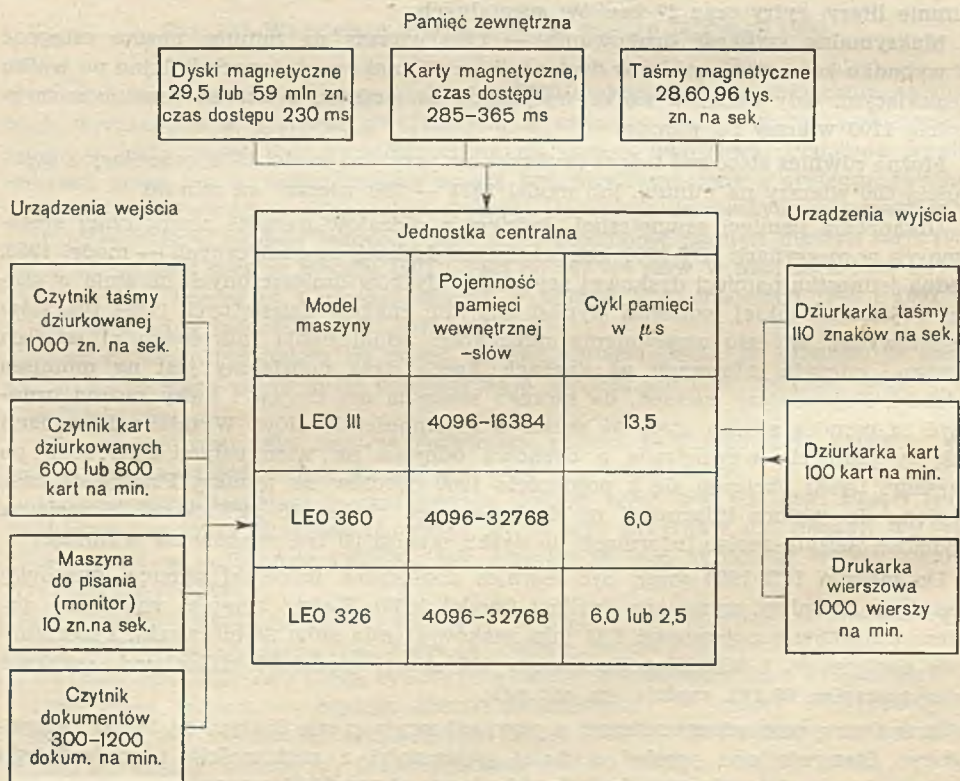 Pamięć zewnętrzna
Dyski magnetyczne
29,5 lub 59 mln zn.
czas dostępu 230 ms
Karty magnetyczne,
czas dostępu
285–365 ms
Taśmy magnetyczne
28,60,96 tys.
zn. na sek.
Urządzenia wejścia
Czytnik taśmy
dziurkowanej
1000 zn. na sek.
Czytnik kart
dziurkowanych
600 lub 800
kart na min.
Maszyna
do pisania
(monitor)
10 zn. na sek.
Czytnik
dokumentów
300–1200
dokum. na min.
Jednostka centralna
Model
maszyny
Pojemność
pamięci
wewnętrznej
–słów
Cykl pamięci
w μs
LEO III
4096–16384
13,5
LEO 360
4096–32768
6,0
LEO 326
4096–32768
6,0 lub 2,5
Urządzenia wyjścia
Dziurkarka taśmy
110 znaków na sek.
Dziurkarka kart
100 kart na min.
Drukarka
wierszowa
1000 wierszy
na min.